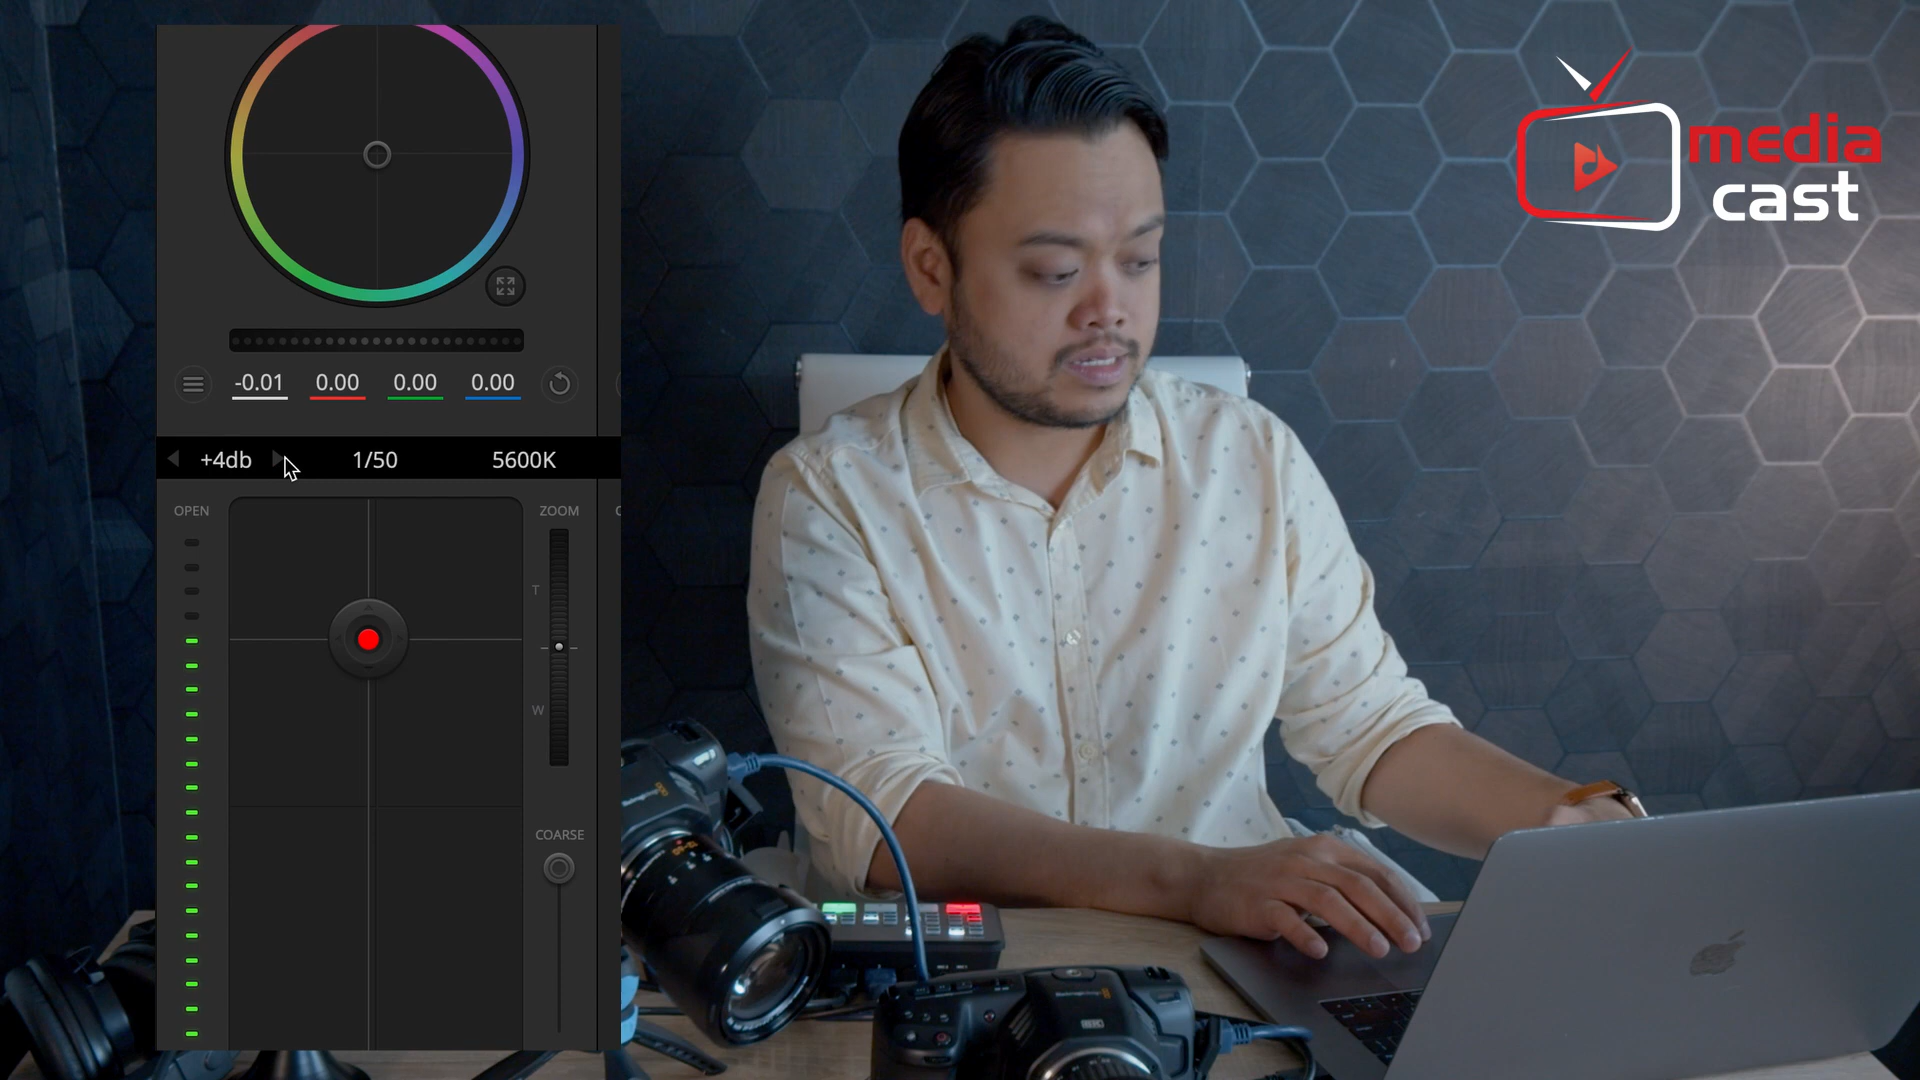 media
cast
-0.01 0.00 0.00 0.00
+4db 1/50 5600K
OPEN ZOOM
T
W
COARSE